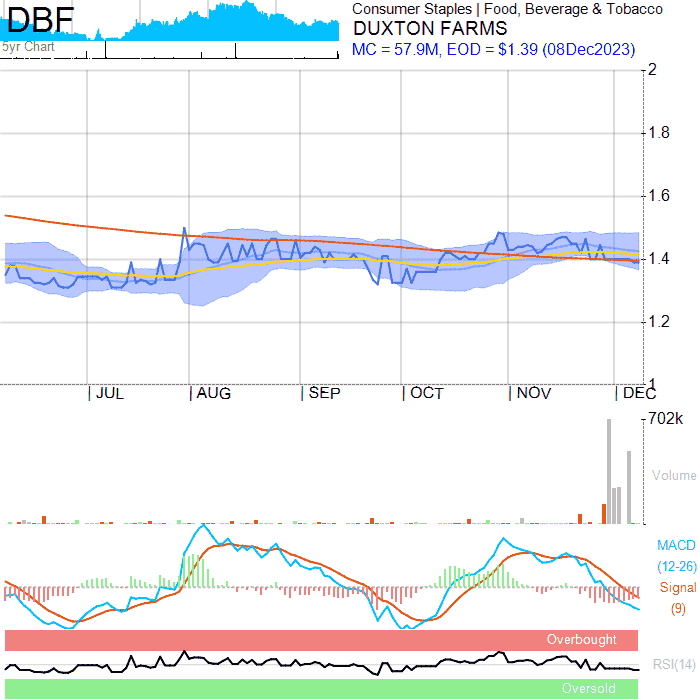 DBF
5yr Chart
Consumer Staples | Food, Beverage & Tobacco
DUXTON FARMS
MC = 57.9M, EOD = $1.39 (08Dec2023)
2
1.8
1.6
1.4
1.2
1
JUL
AUG
SEP
OCT
NOV
DEC
702k
Volume
MACD
(12-26)
Signal
(9)
Overbought
RSI(14)
Oversold